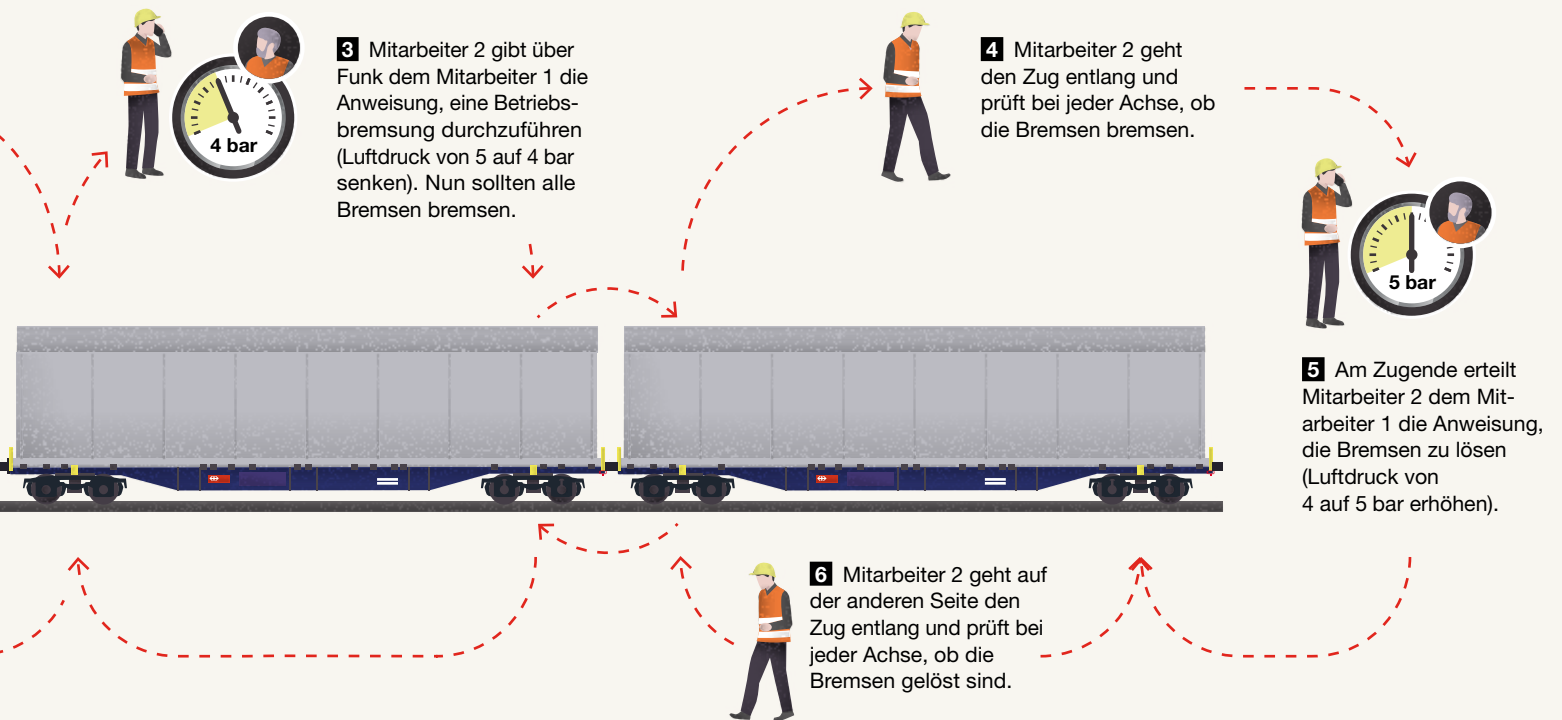 4 bar
3 Mitarbeiter 2 gibt über
Funk dem Mitarbeiter 1 die
Anweisung, eine Betriebs-
bremsung durchzuführen
(Luftdruck von 5 auf 4 bar
senken). Nun sollten alle
Bremsen bremsen.
4 Mitarbeiter 2 geht
den Zug entlang und
prüft bei jeder Achse, ob
die Bremsen bremsen.
5 bar
5 Am Zugende erteilt
Mitarbeiter 2 dem Mit-
arbeiter 1 die Anweisung,
die Bremsen zu lösen
(Luftdruck von
4 auf 5 bar erhöhen).
6 Mitarbeiter 2 geht auf
der anderen Seite den
Zug entlang und prüft bei
jeder Achse, ob die
Bremsen gelöst sind.